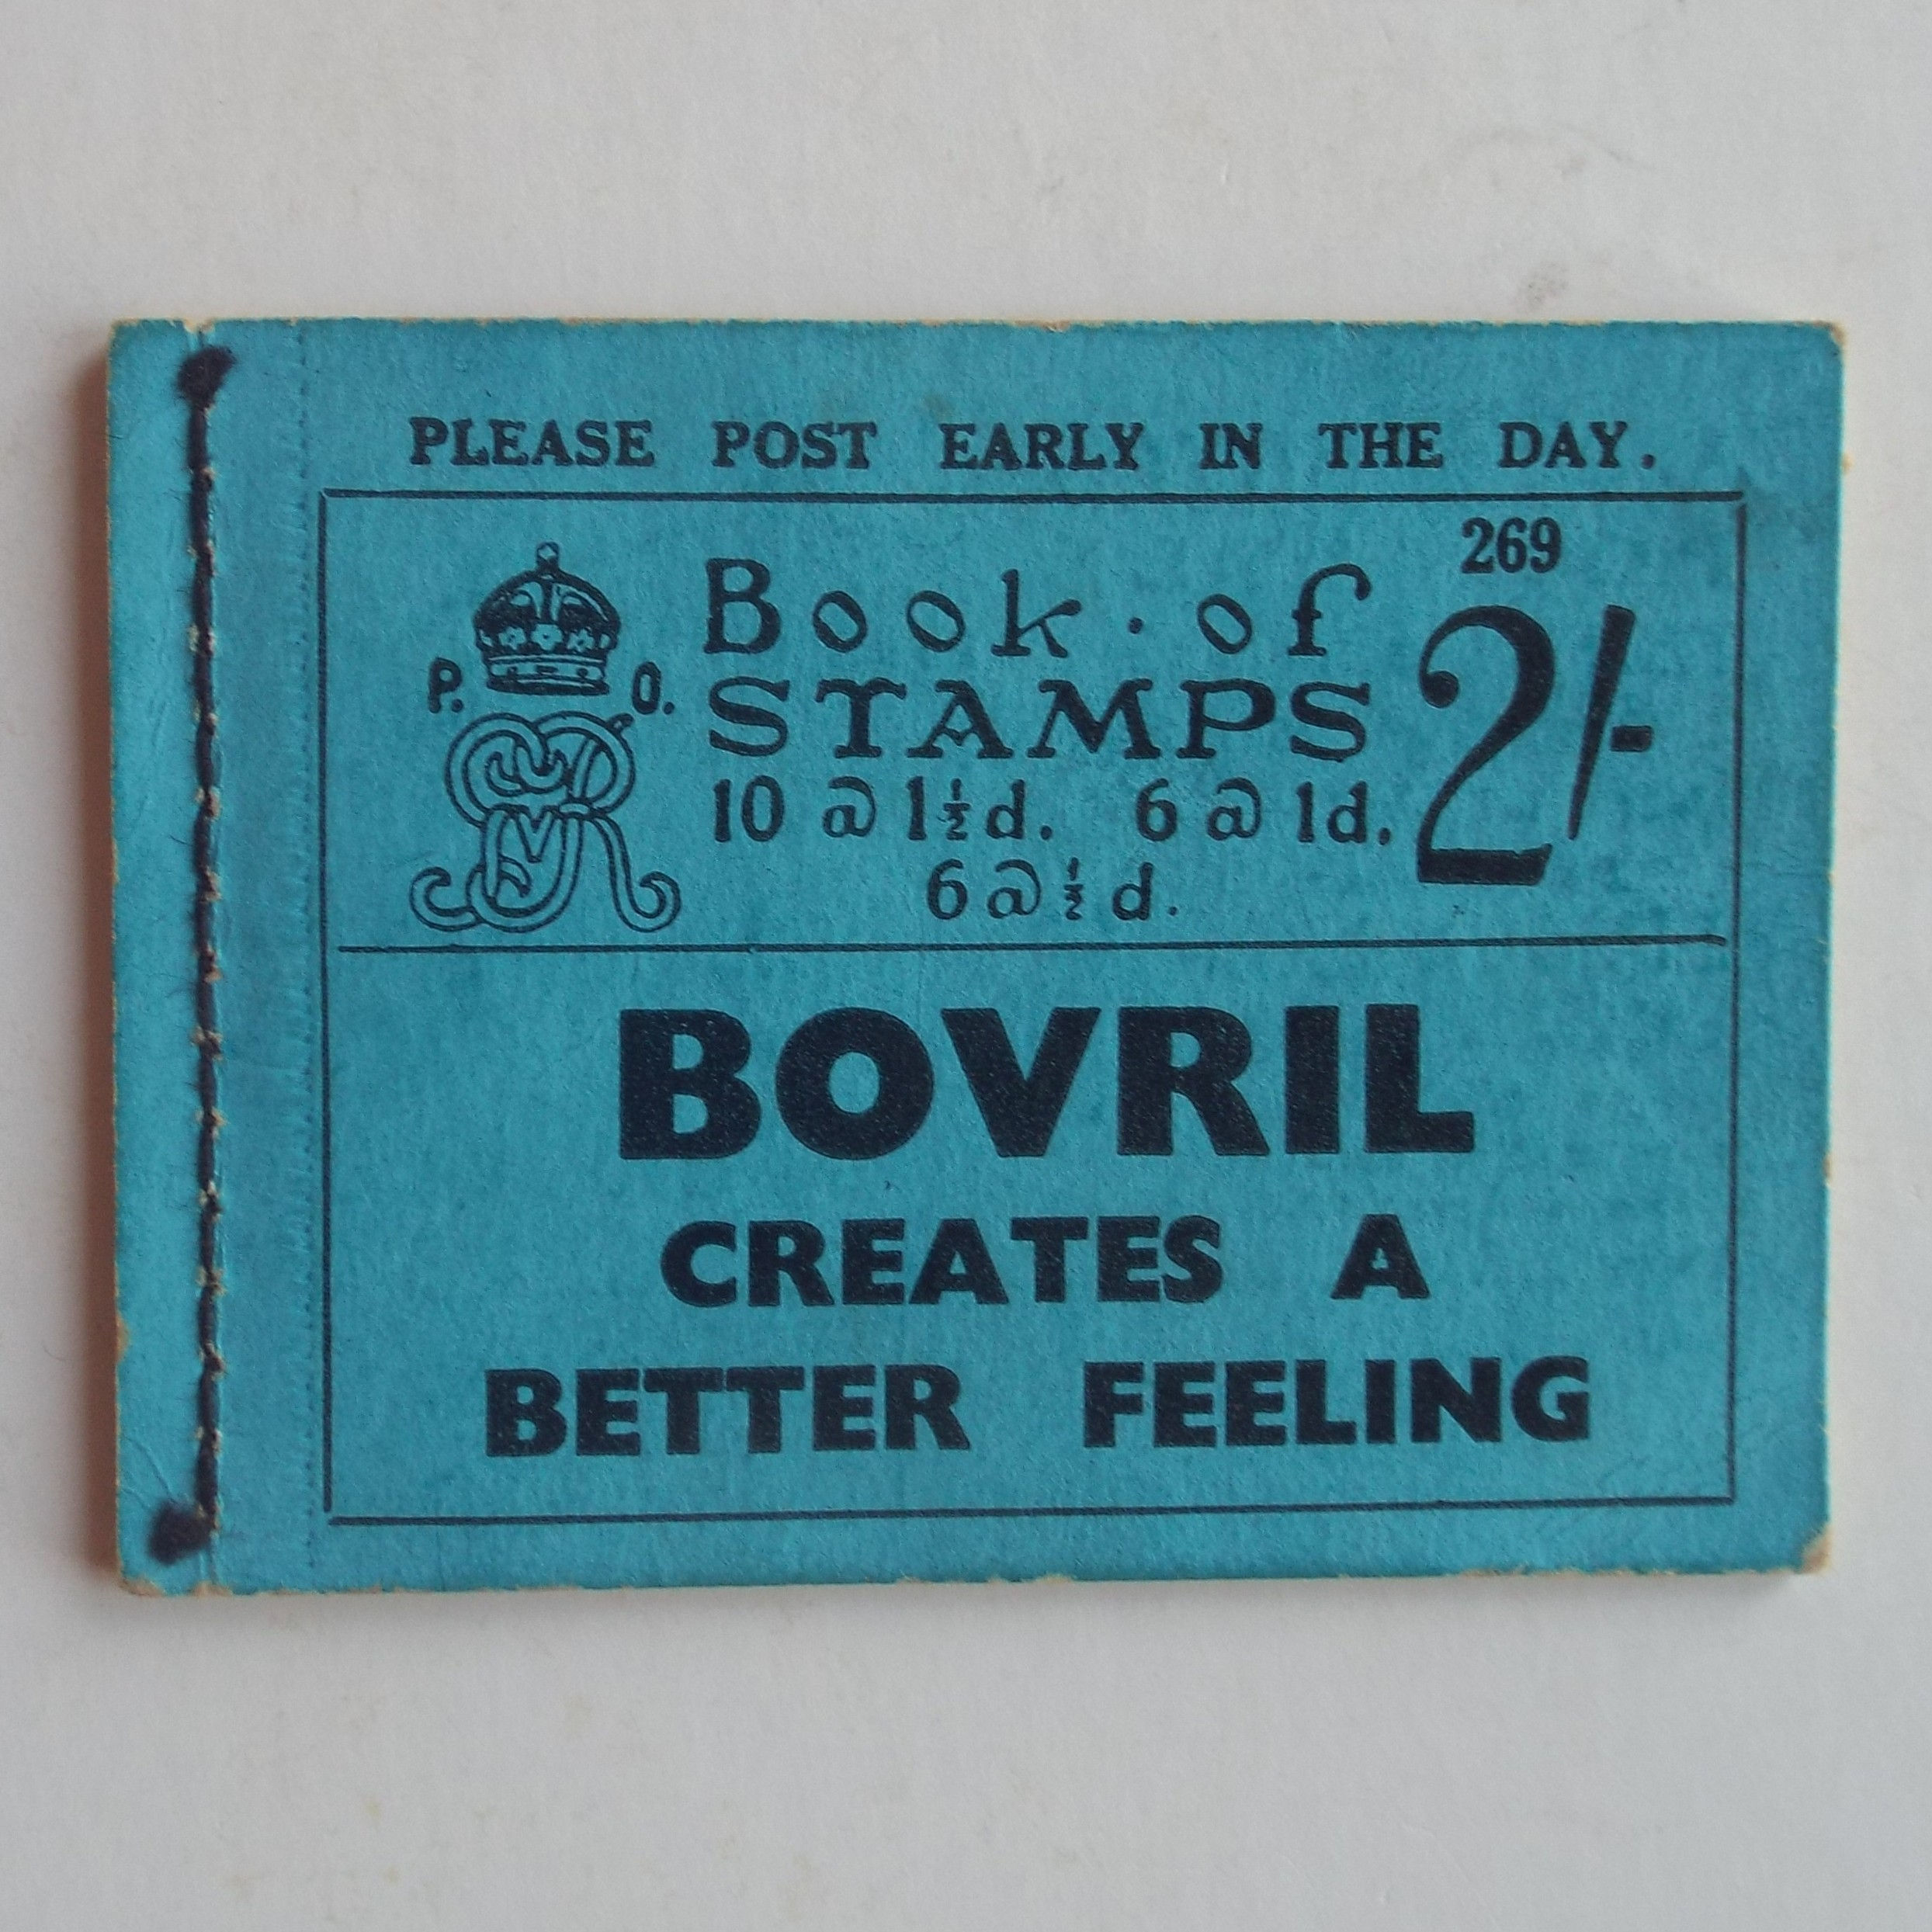 PLEASE POST EARLY IN THE DAY.
269
P. O.
GR
Book · of
STAMPS
2/-
10 @ 1½d. 6 @ 1d.
6 @ ½d.
BOVRIL
CREATES A
BETTER FEELING